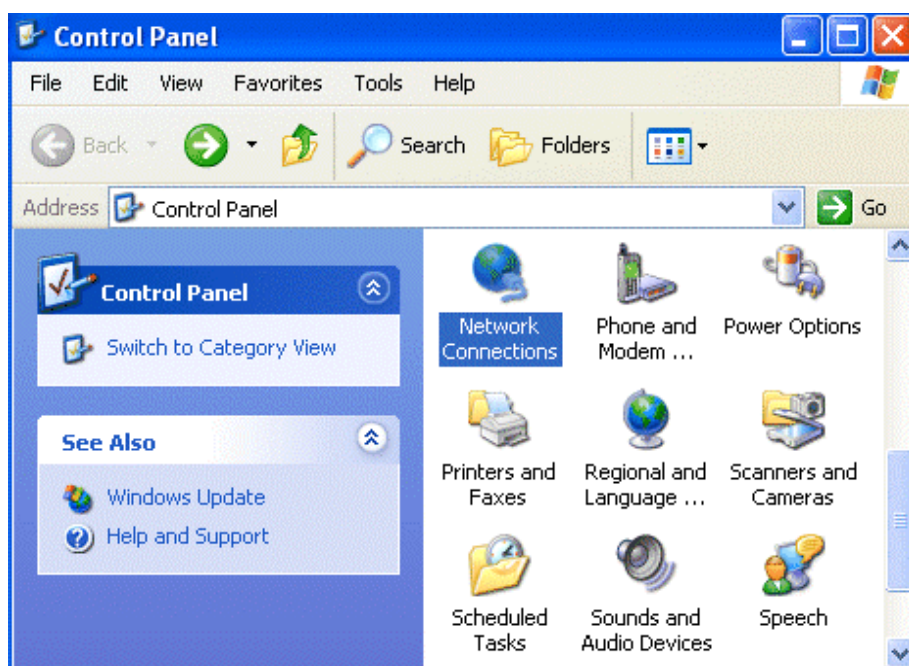 Control Panel
File Edit View Favorites Tools Help
Back Search Folders
Address Control Panel Go
Control Panel
Switch to Category View
See Also
Windows Update
Help and Support
Network
Connections
Phone and
Modem ...
Power Options
Printers and
Faxes
Regional and
Language ...
Scanners and
Cameras
Scheduled
Tasks
Sounds and
Audio Devices
Speech